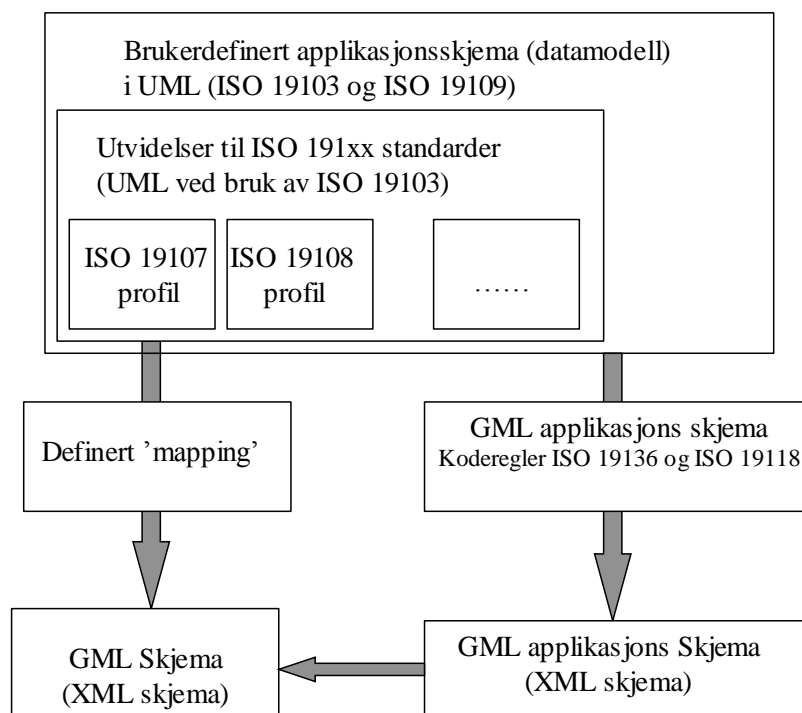 Brukerdefinert applikasjonsskjema (datamodell)
i UML (ISO 19103 og ISO 19109)
Utvidelser til ISO 191xx standarder
(UML ved bruk av ISO 19103)
ISO 19107
profil
ISO 19108
profil
……
Definert ’mapping’
GML applikasjons skjema
Koderegler ISO 19136 og ISO 19118
GML Skjema
(XML skjema)
GML applikasjons Skjema
(XML skjema)